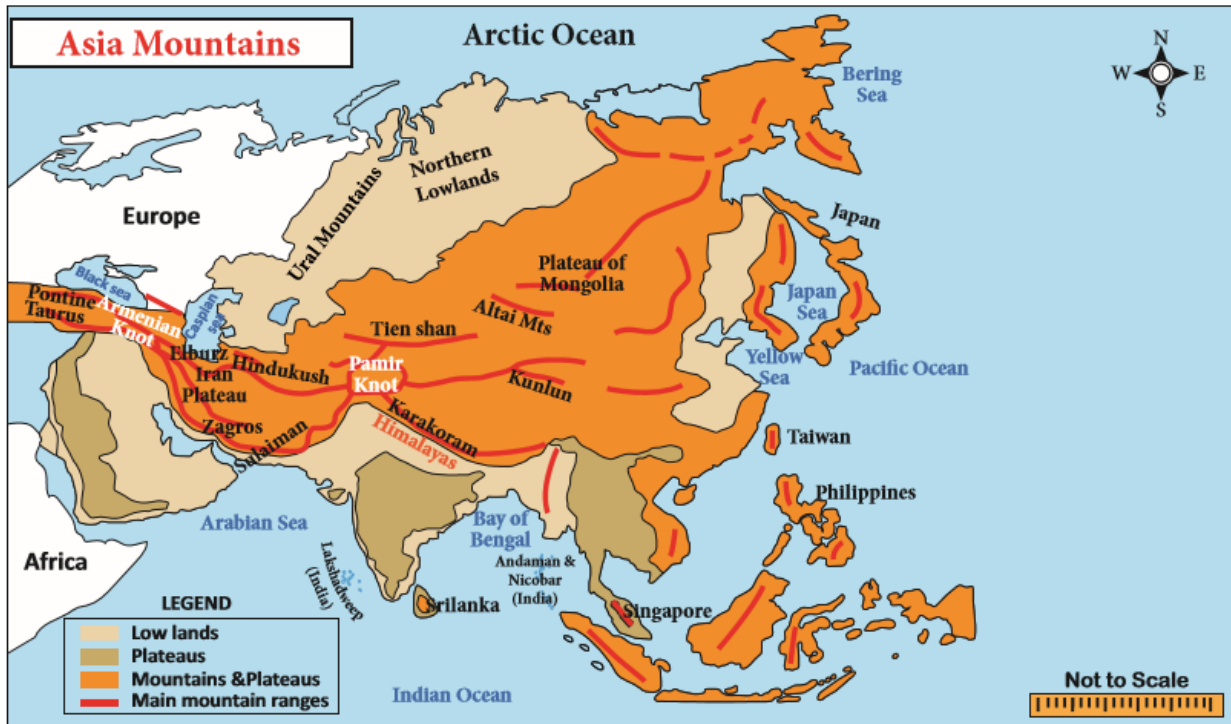 Asia Mountains
Arctic Ocean
N
W
E
S
Bering
Sea
Northern
Lowlands
Ural Mountains
Europe
Japan
Black sea
Caspian
sea
Plateau of
Mongolia
Japan
Sea
Pontine
Taurus
Armenian
Knot
Altai Mts
Tien shan
Elburz
Hindukush
Iran
Plateau
Pamir
Knot
Kunlun
Yellow
Sea
Pacific Ocean
Zagros
Sulaiman
Karakoram
Himalayas
Taiwan
Philippines
Arabian Sea
Bay of
Bengal
Africa
Lakshadweep
(India)
Andaman &
Nicobar
(India)
Srilanka
Singapore
LEGEND
Low lands
Plateaus
Mountains &Plateaus
Main mountain ranges
Indian Ocean
Not to Scale